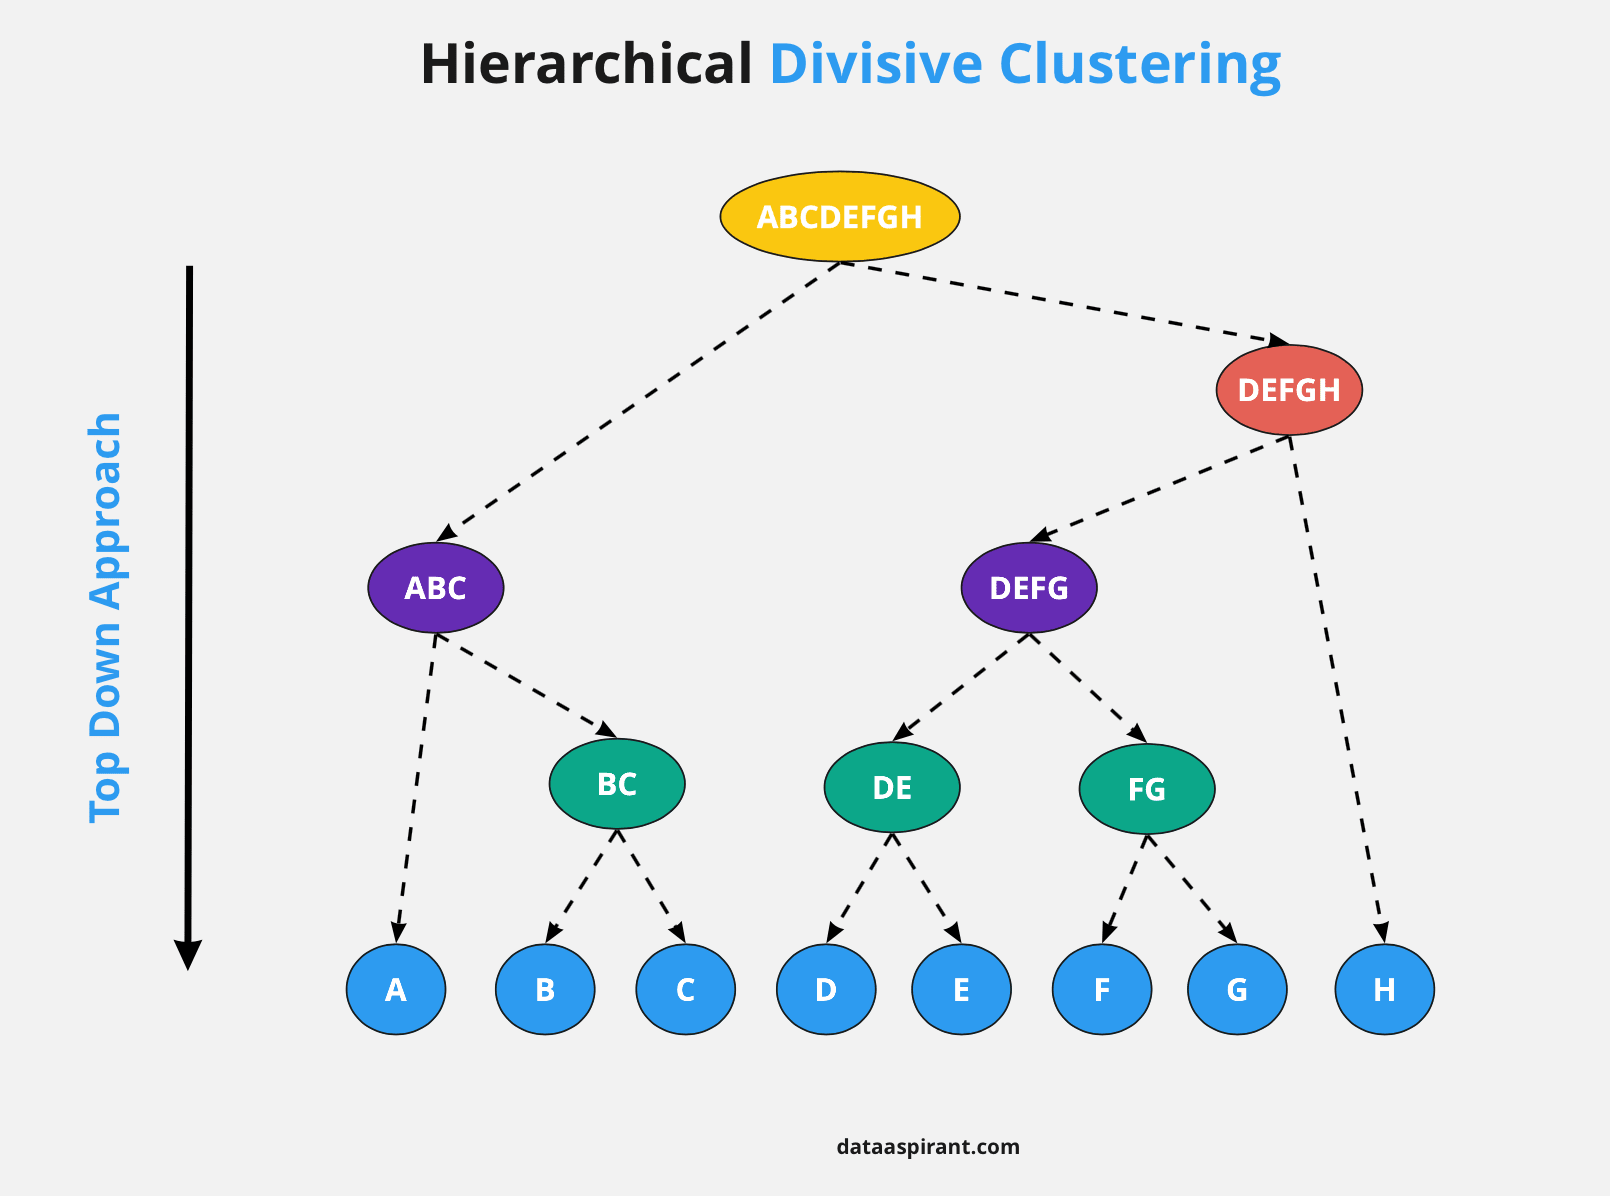 Hierarchical Divisive Clustering
ABCDEFGH
DEFGH
Top Down Approach
ABC
DEFG
BC
DE
FG
A
B
C
D
E
F
G
H
dataaspirant.com